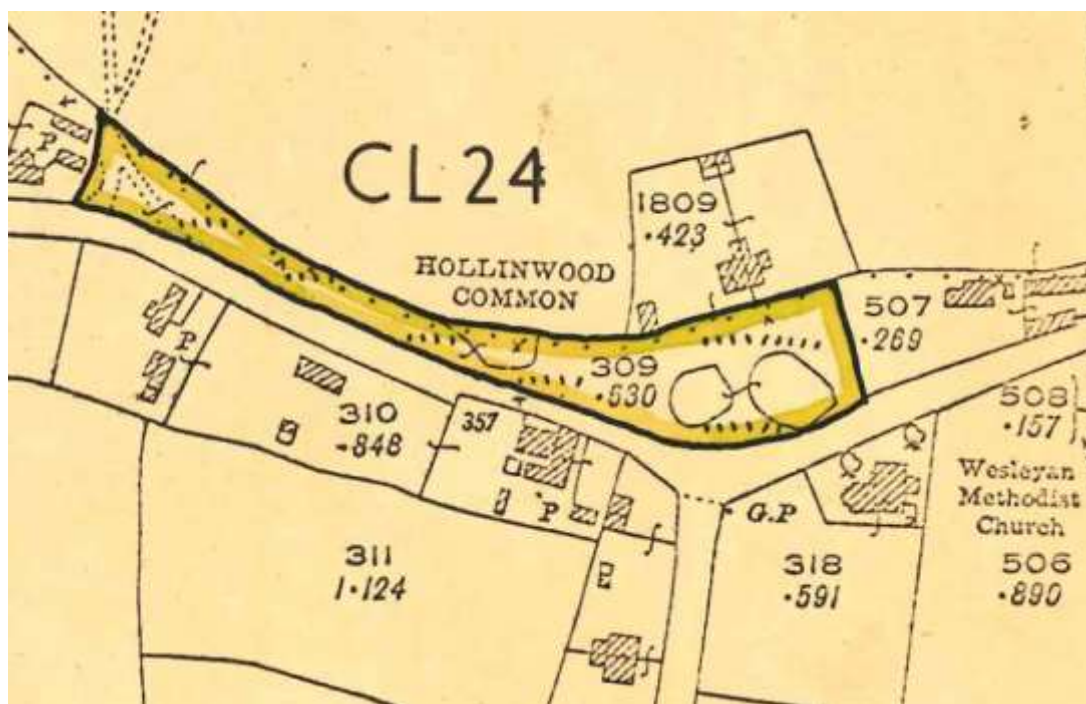 P
CL 24
1809
·423
HOLLINWOOD
COMMON
507
·269
309
·530
P
310
·848
357
508
·157
Wesleyan
Methodist
Church
P
G.P
311
1·124
318
·591
506
·890